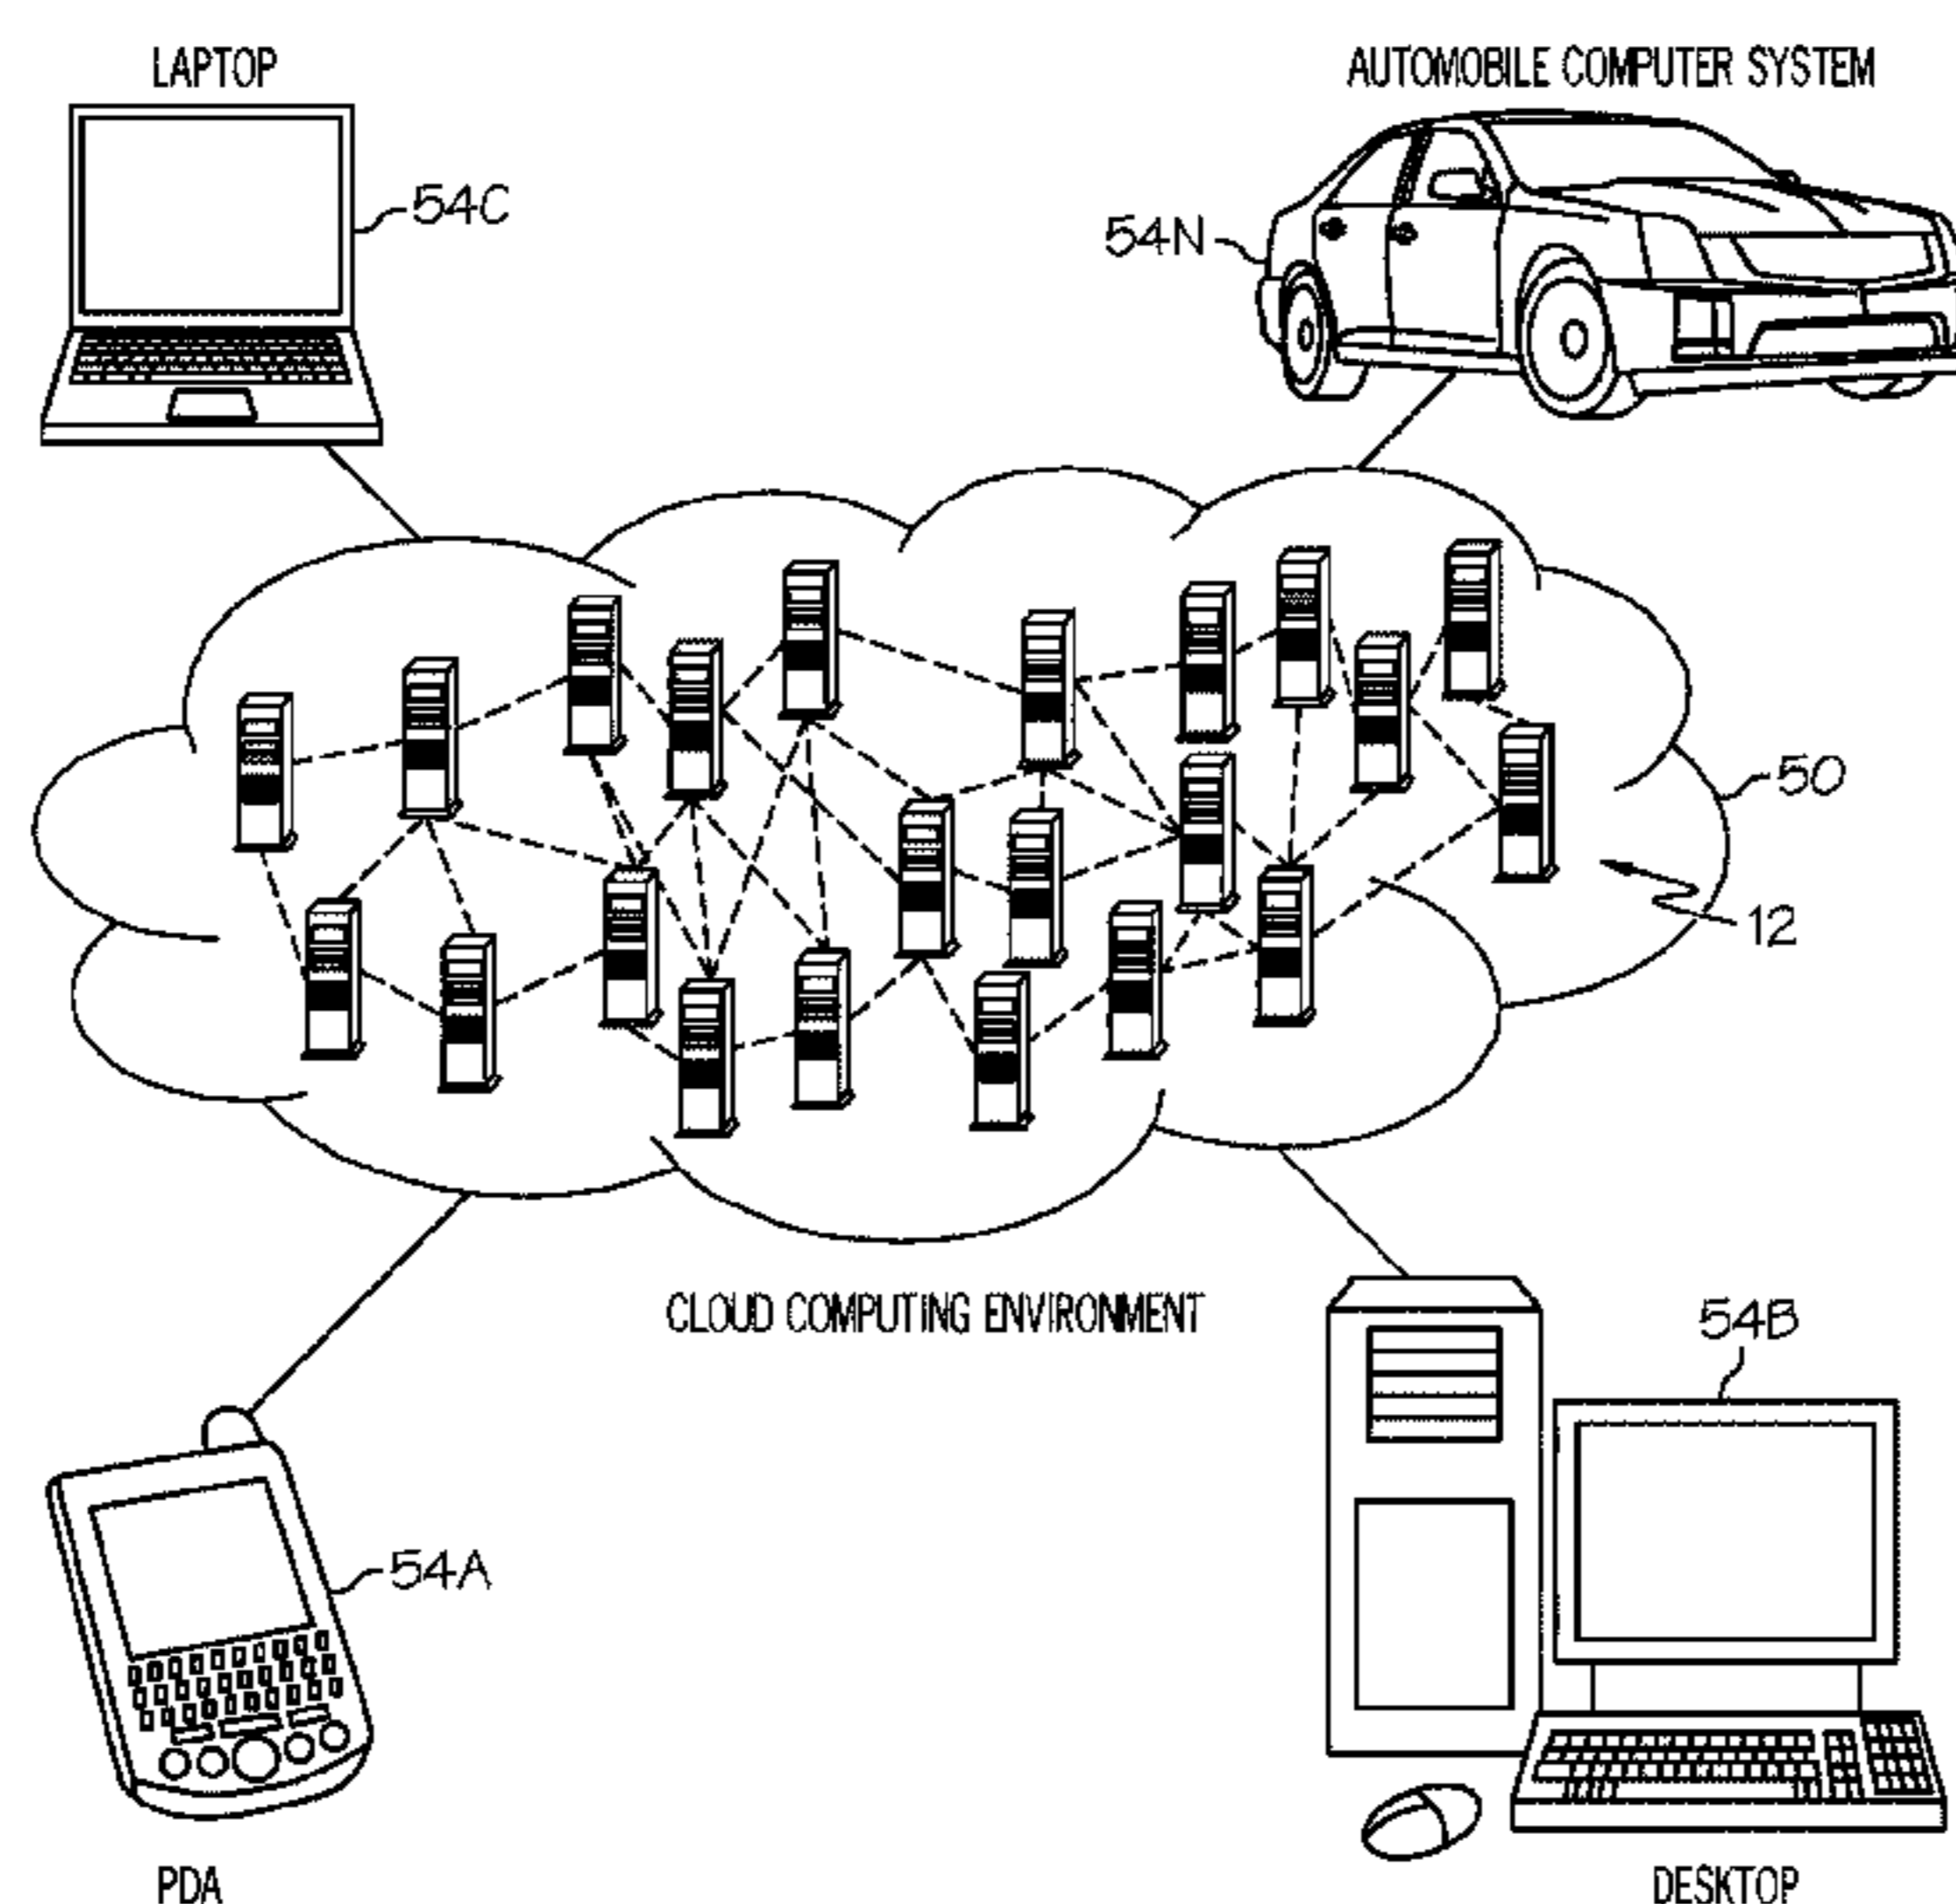 LAPTOP
AUTOMOBILE COMPUTER SYSTEM
54C
54N
50
12
CLOUD COMPUTING ENVIRONMENT
54B
54A
PDA
DESKTOP